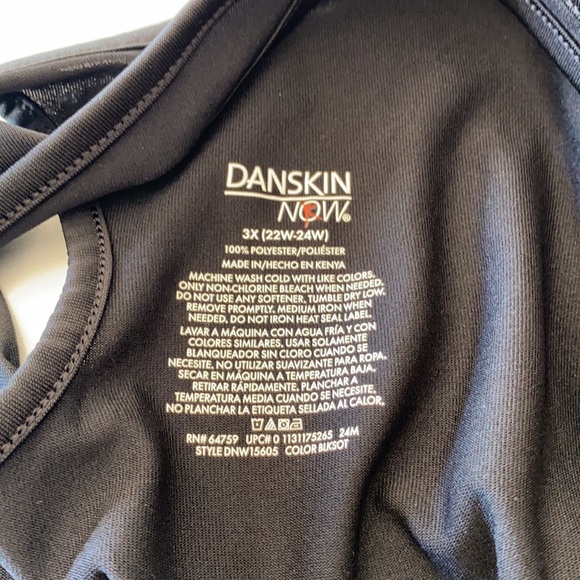 DANSKIN
NOW®
3X (22W-24W)
100% POLYESTER/POLIÉSTER
MADE IN/HECHO EN KENYA
MACHINE WASH COLD WITH LIKE COLORS.
ONLY NON-CHLORINE BLEACH WHEN NEEDED.
DO NOT USE ANY SOFTENER, TUMBLE DRY LOW.
REMOVE PROMPTLY. MEDIUM IRON WHEN
NEEDED, DO NOT IRON HEAT SEAL LABEL.
LAVAR A MÁQUINA CON AGUA FRÍA Y CON
COLORES SIMILARES, USAR SOLAMENTE
BLANQUEADOR SIN CLORO CUANDO SE
NECESITE, NO UTILIZAR SUAVIZANTE PARA ROPA.
SECAR EN MÁQUINA A TEMPERATURA BAJA.
RETIRAR RÁPIDAMENTE, PLANCHAR A
TEMPERATURA MEDIA CUANDO SE NECESITE,
NO PLANCHAR LA ETIQUETA SELLADA AL CALOR.
RN# 64759 UPC# 0 1131175265 24M
STYLE DNW15605 COLOR BLKSOT